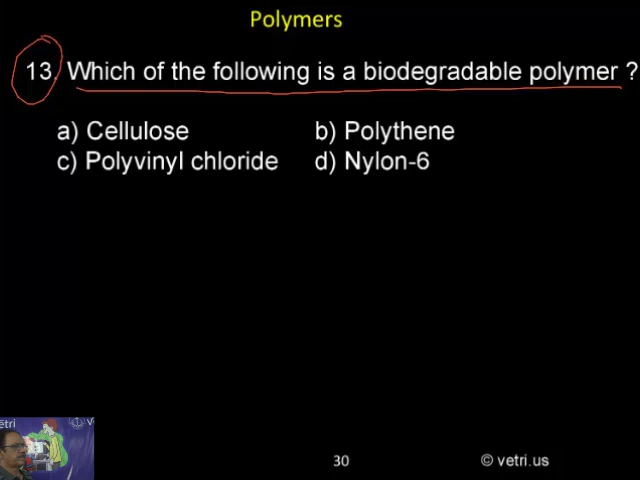 Polymers
13. Which of the following is a biodegradable polymer ?
a) Cellulose b) Polythene
c) Polyvinyl chloride d) Nylon-6
30 © vetri.us